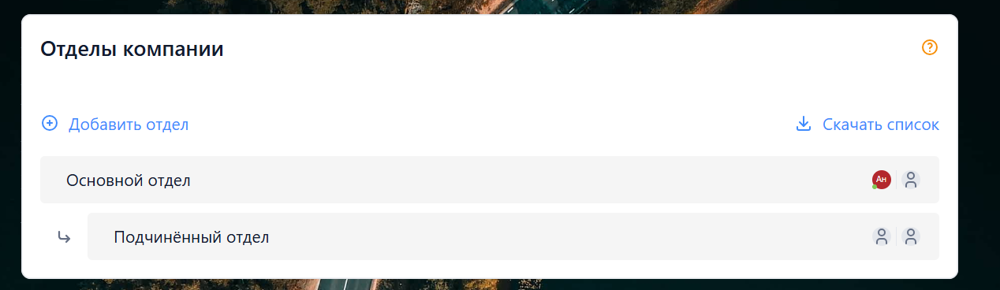 Отделы компании
Добавить отдел
Скачать список
Основной отдел
Ан
Подчинённый отдел